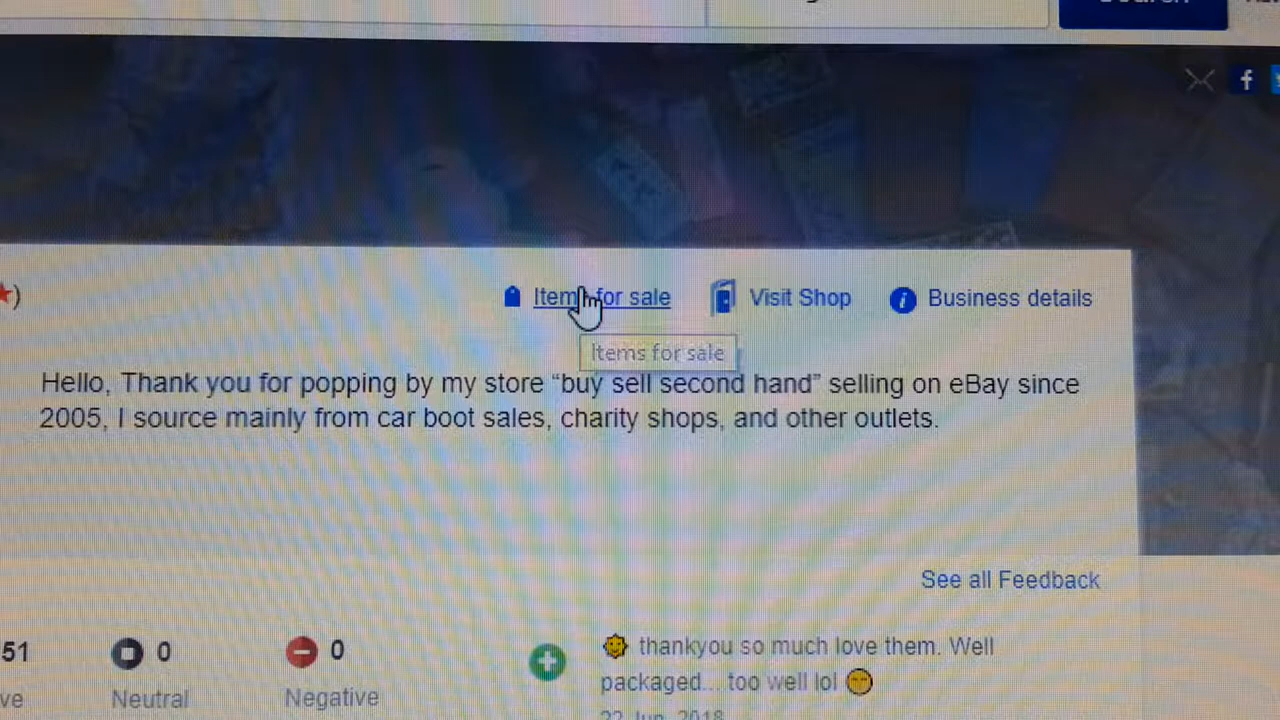 Items for sale Visit Shop Business details
Items for sale
Hello, Thank you for popping by my store “buy sell second hand” selling on eBay since
2005, I source mainly from car boot sales, charity shops, and other outlets.
See all Feedback
51 0 0
Neutral Negative
thankyou so much love them. Well
packaged... too well lol